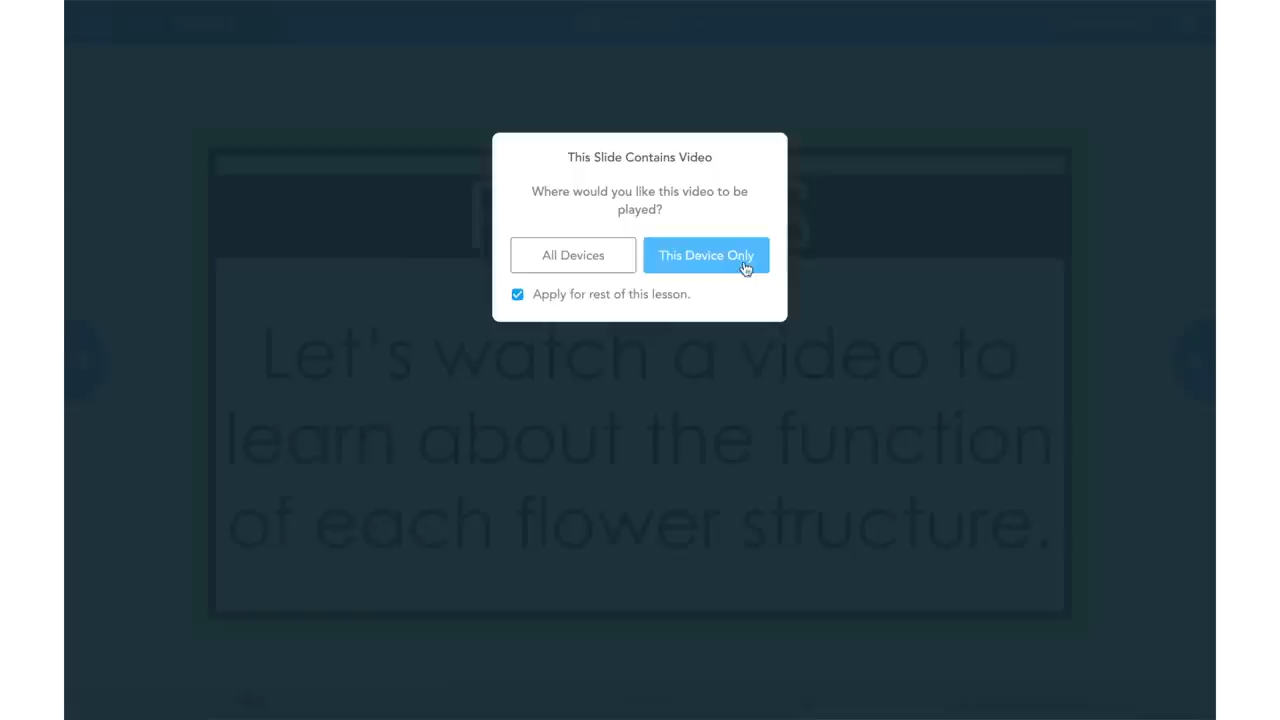 This Slide Contains Video
Where would you like this video to be
played?
All Devices
This Device Only
Apply for rest of this lesson.
Let's watch a video to
learn about the function
of each flower structure.